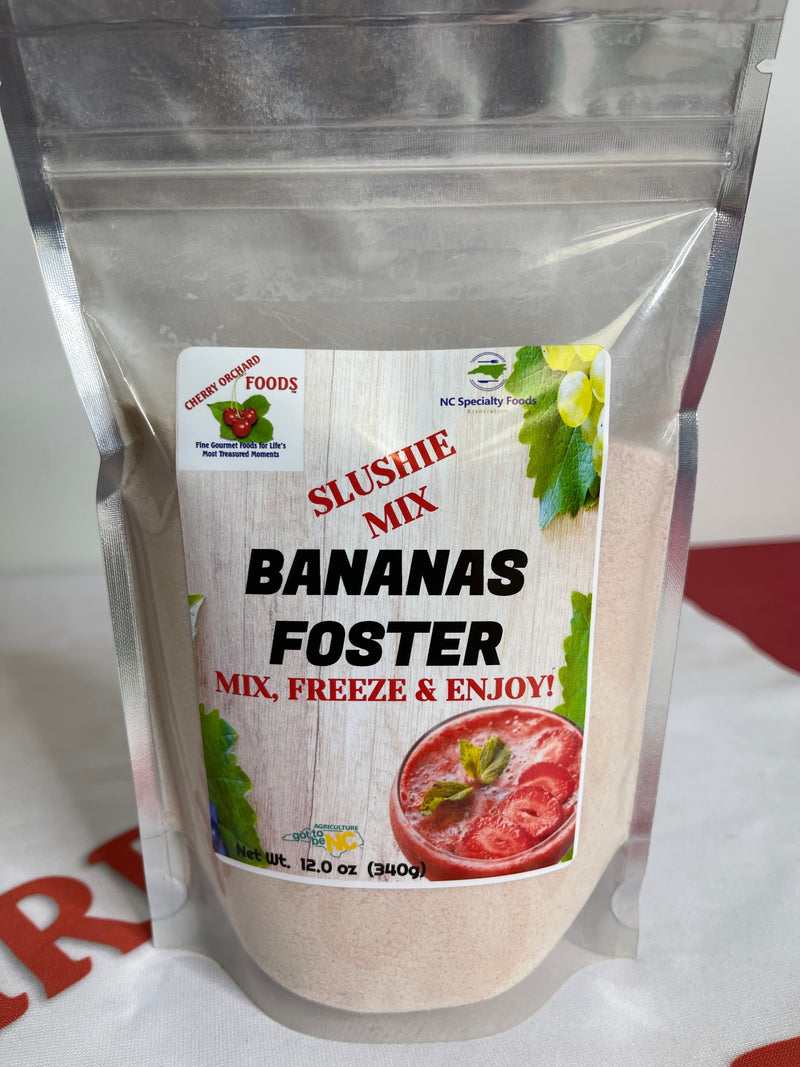 CHERRY ORCHARD
FOODS™
Fine Gourmet Foods for Life's
Most Treasured Moments
NC Specialty Foods
Association
SLUSHIE
MIX
BANANAS
FOSTER
MIX, FREEZE & ENJOY!
AGRICULTURE
got to
be NC
Net Wt. 12.0 oz (340g)